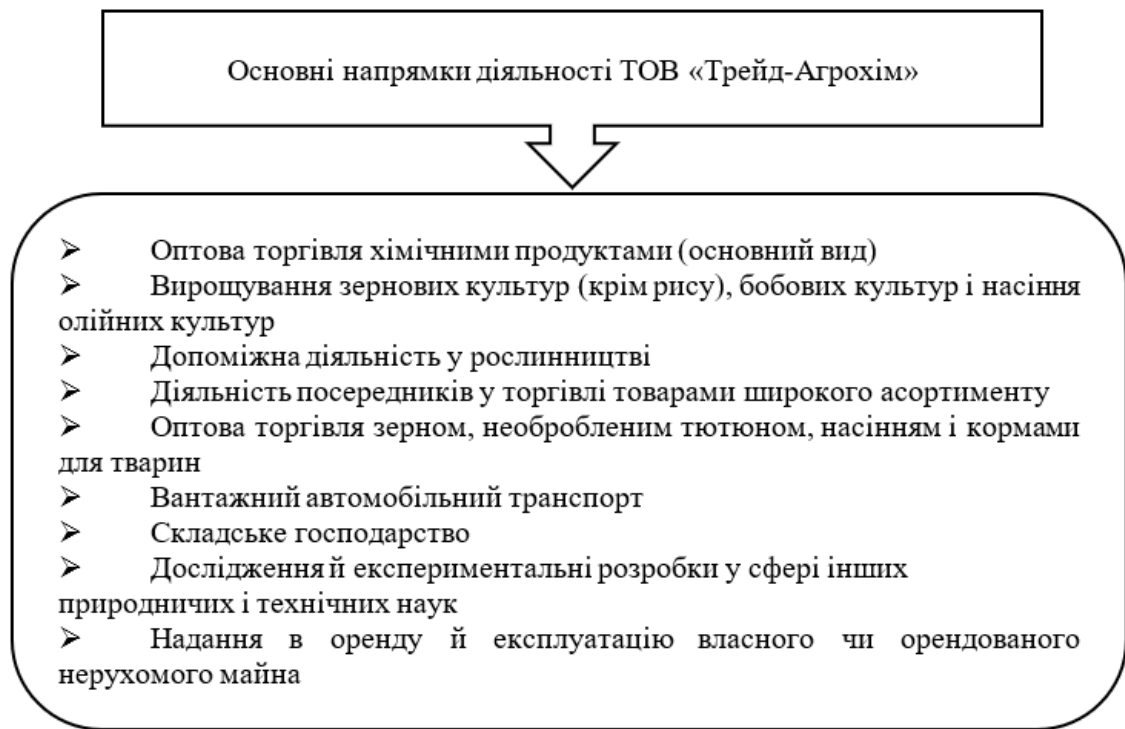 Основні напрямки діяльності ТОВ «Трейд-Агрохім»
➢ Оптова торгівля хімічними продуктами (основний вид)
➢ Вирощування зернових культур (крім рису), бобових культур і насіння
олійних культур
➢ Допоміжна діяльність у рослинництві
➢ Діяльність посередників у торгівлі товарами широкого асортименту
➢ Оптова торгівля зерном, необробленим тютюном, насінням і кормами
для тварин
➢ Вантажний автомобільний транспорт
➢ Складське господарство
➢ Дослідження й експериментальні розробки у сфері інших
природничих і технічних наук
➢ Надання в оренду й експлуатацію власного чи орендованого
нерухомого майна